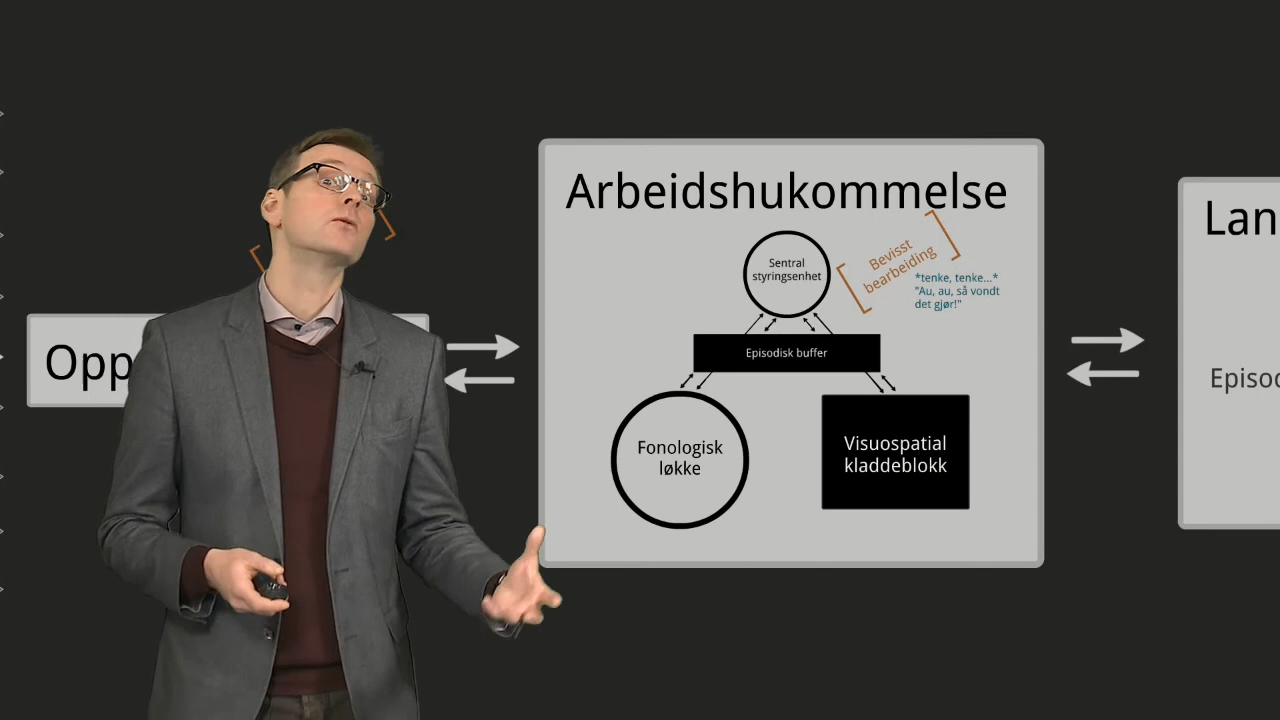 Opp
Arbeidshukommelse
Sentral
styringsenhet
Bevisst
bearbeiding
*tenke, tenke...*
"Au, au, så vondt
det gjør!"
Episodisk buffer
Fonologisk
løkke
Visuospatial
kladdeblokk
Lan
Episod